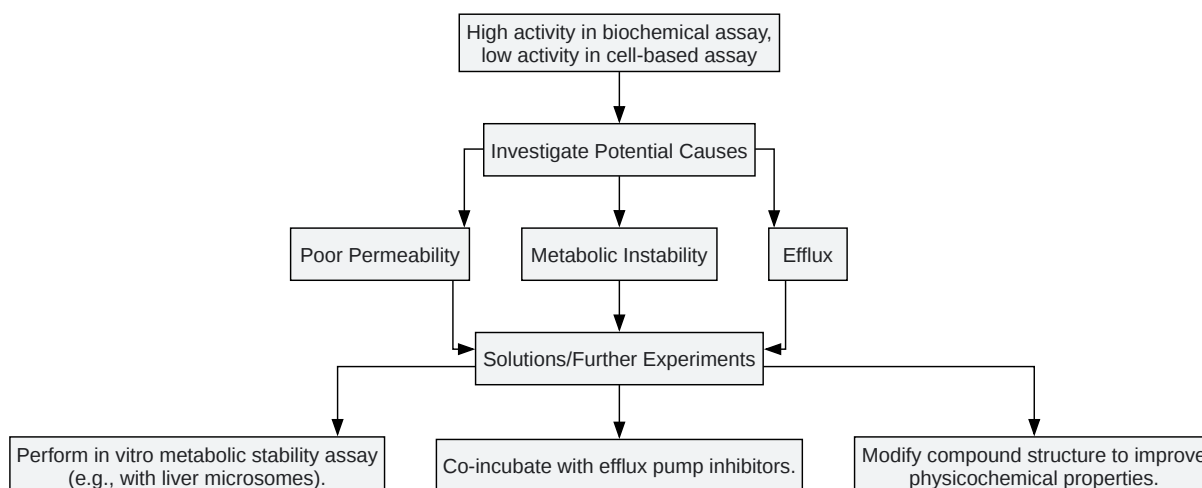 High activity in biochemical assay,
low activity in cell-based assay
Investigate Potential Causes
Poor Permeability
Metabolic Instability
Efflux
Solutions/Further Experiments
Perform in vitro metabolic stability assay
(e.g., with liver microsomes).
Co-incubate with efflux pump inhibitors.
Modify compound structure to improve
physicochemical properties.